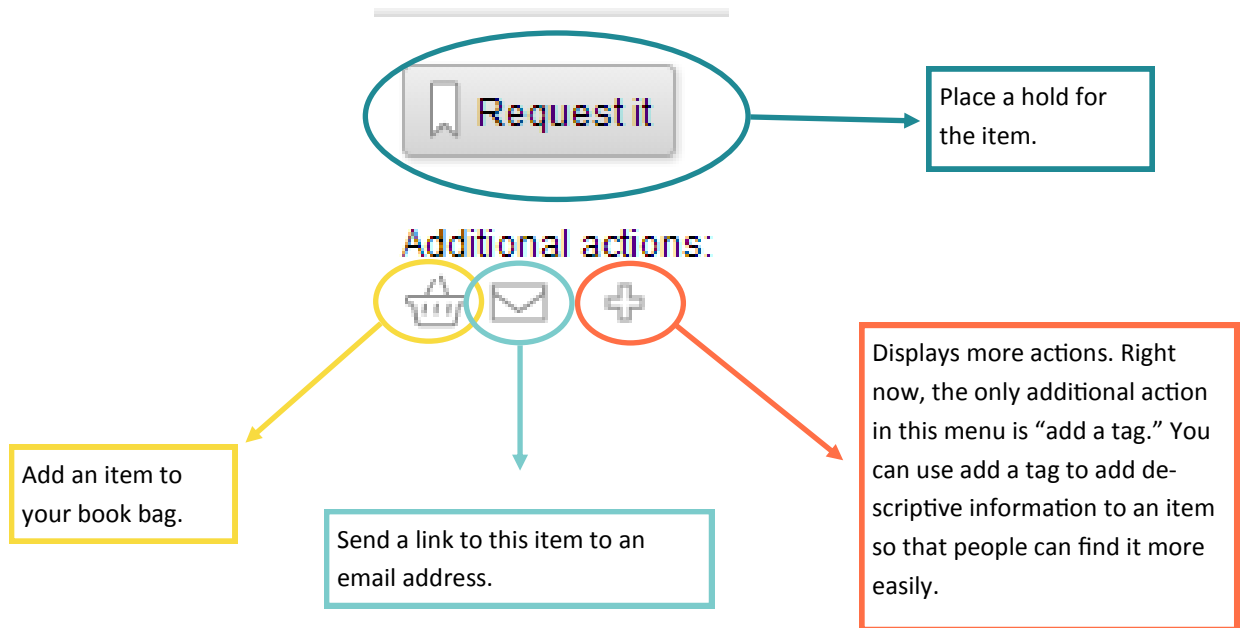 Request it
Place a hold for
the item.
Additional actions:
Add an item to
your book bag.
Send a link to this item to an
email address.
Displays more actions. Right
now, the only additional action
in this menu is “add a tag.” You
can use add a tag to add de-
scriptive information to an item
so that people can find it more
easily.